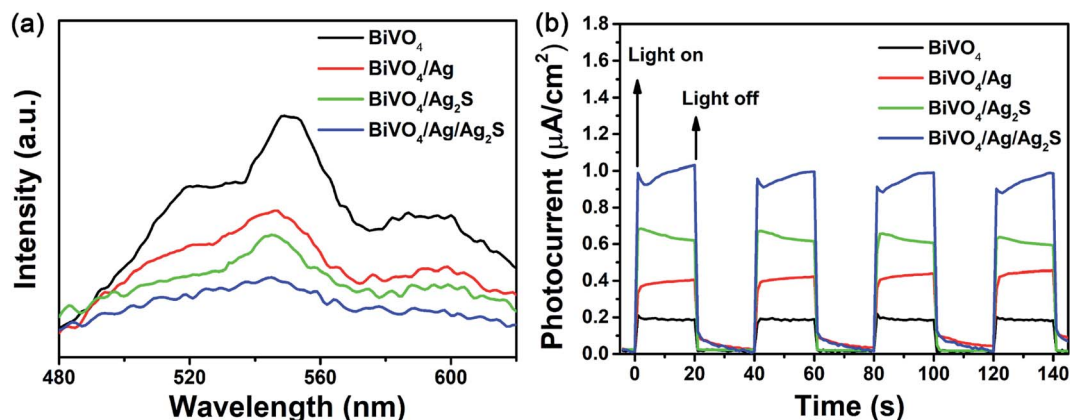 (a)
BiVO4
BiVO4/Ag
BiVO4/Ag2S
BiVO4/Ag/Ag2S
Intensity (a.u.)
480 520 560 600
Wavelength (nm)
(b)
1.8
1.6
1.4
1.2
1.0
0.8
0.6
0.4
0.2
0.0
Photocurrent (μA/cm2)
Light on
Light off
BiVO4
BiVO4/Ag
BiVO4/Ag2S
BiVO4/Ag/Ag2S
0 20 40 60 80 100 120 140
Time (s)